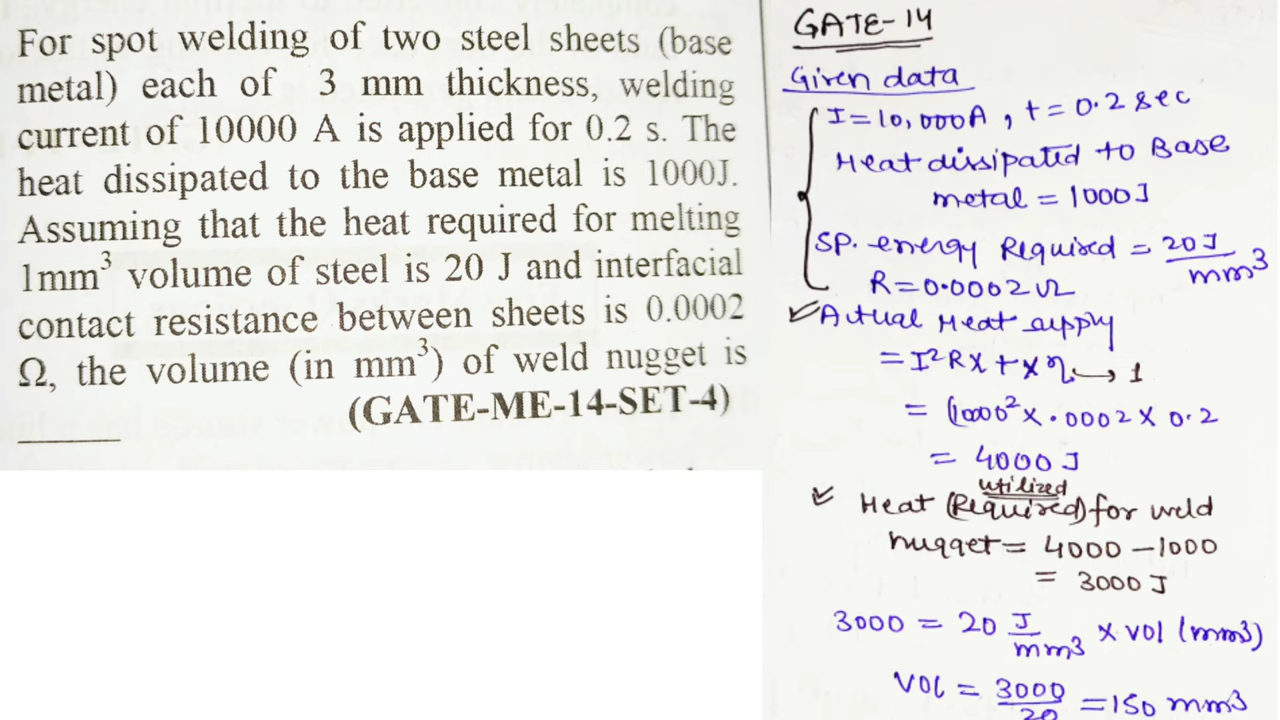 For spot welding of two steel sheets (base
metal) each of 3 mm thickness, welding
current of 10000 A is applied for 0.2 s. The
heat dissipated to the base metal is 1000J.
Assuming that the heat required for melting
1mm³ volume of steel is 20 J and interfacial
contact resistance between sheets is 0.0002
Ω, the volume (in mm³) of weld nugget is
(GATE-ME-14-SET-4)
GATE-14
Given data
I=10,000A, t=0.2sec
Heat dissipated to Base
metal = 1000J
SP. energy Required = 20J/mm³
R=0.0002Ω
Actual Heat supply
= I²R×t×η→1
= (1000²×.0002×0.2
= 4000J
utilized
Heat (Required) for weld
nugget = 4000-1000
= 3000J
3000 = 20 J/mm3 × vol (mm3)
VOL = 3000/20 = 150 mm3